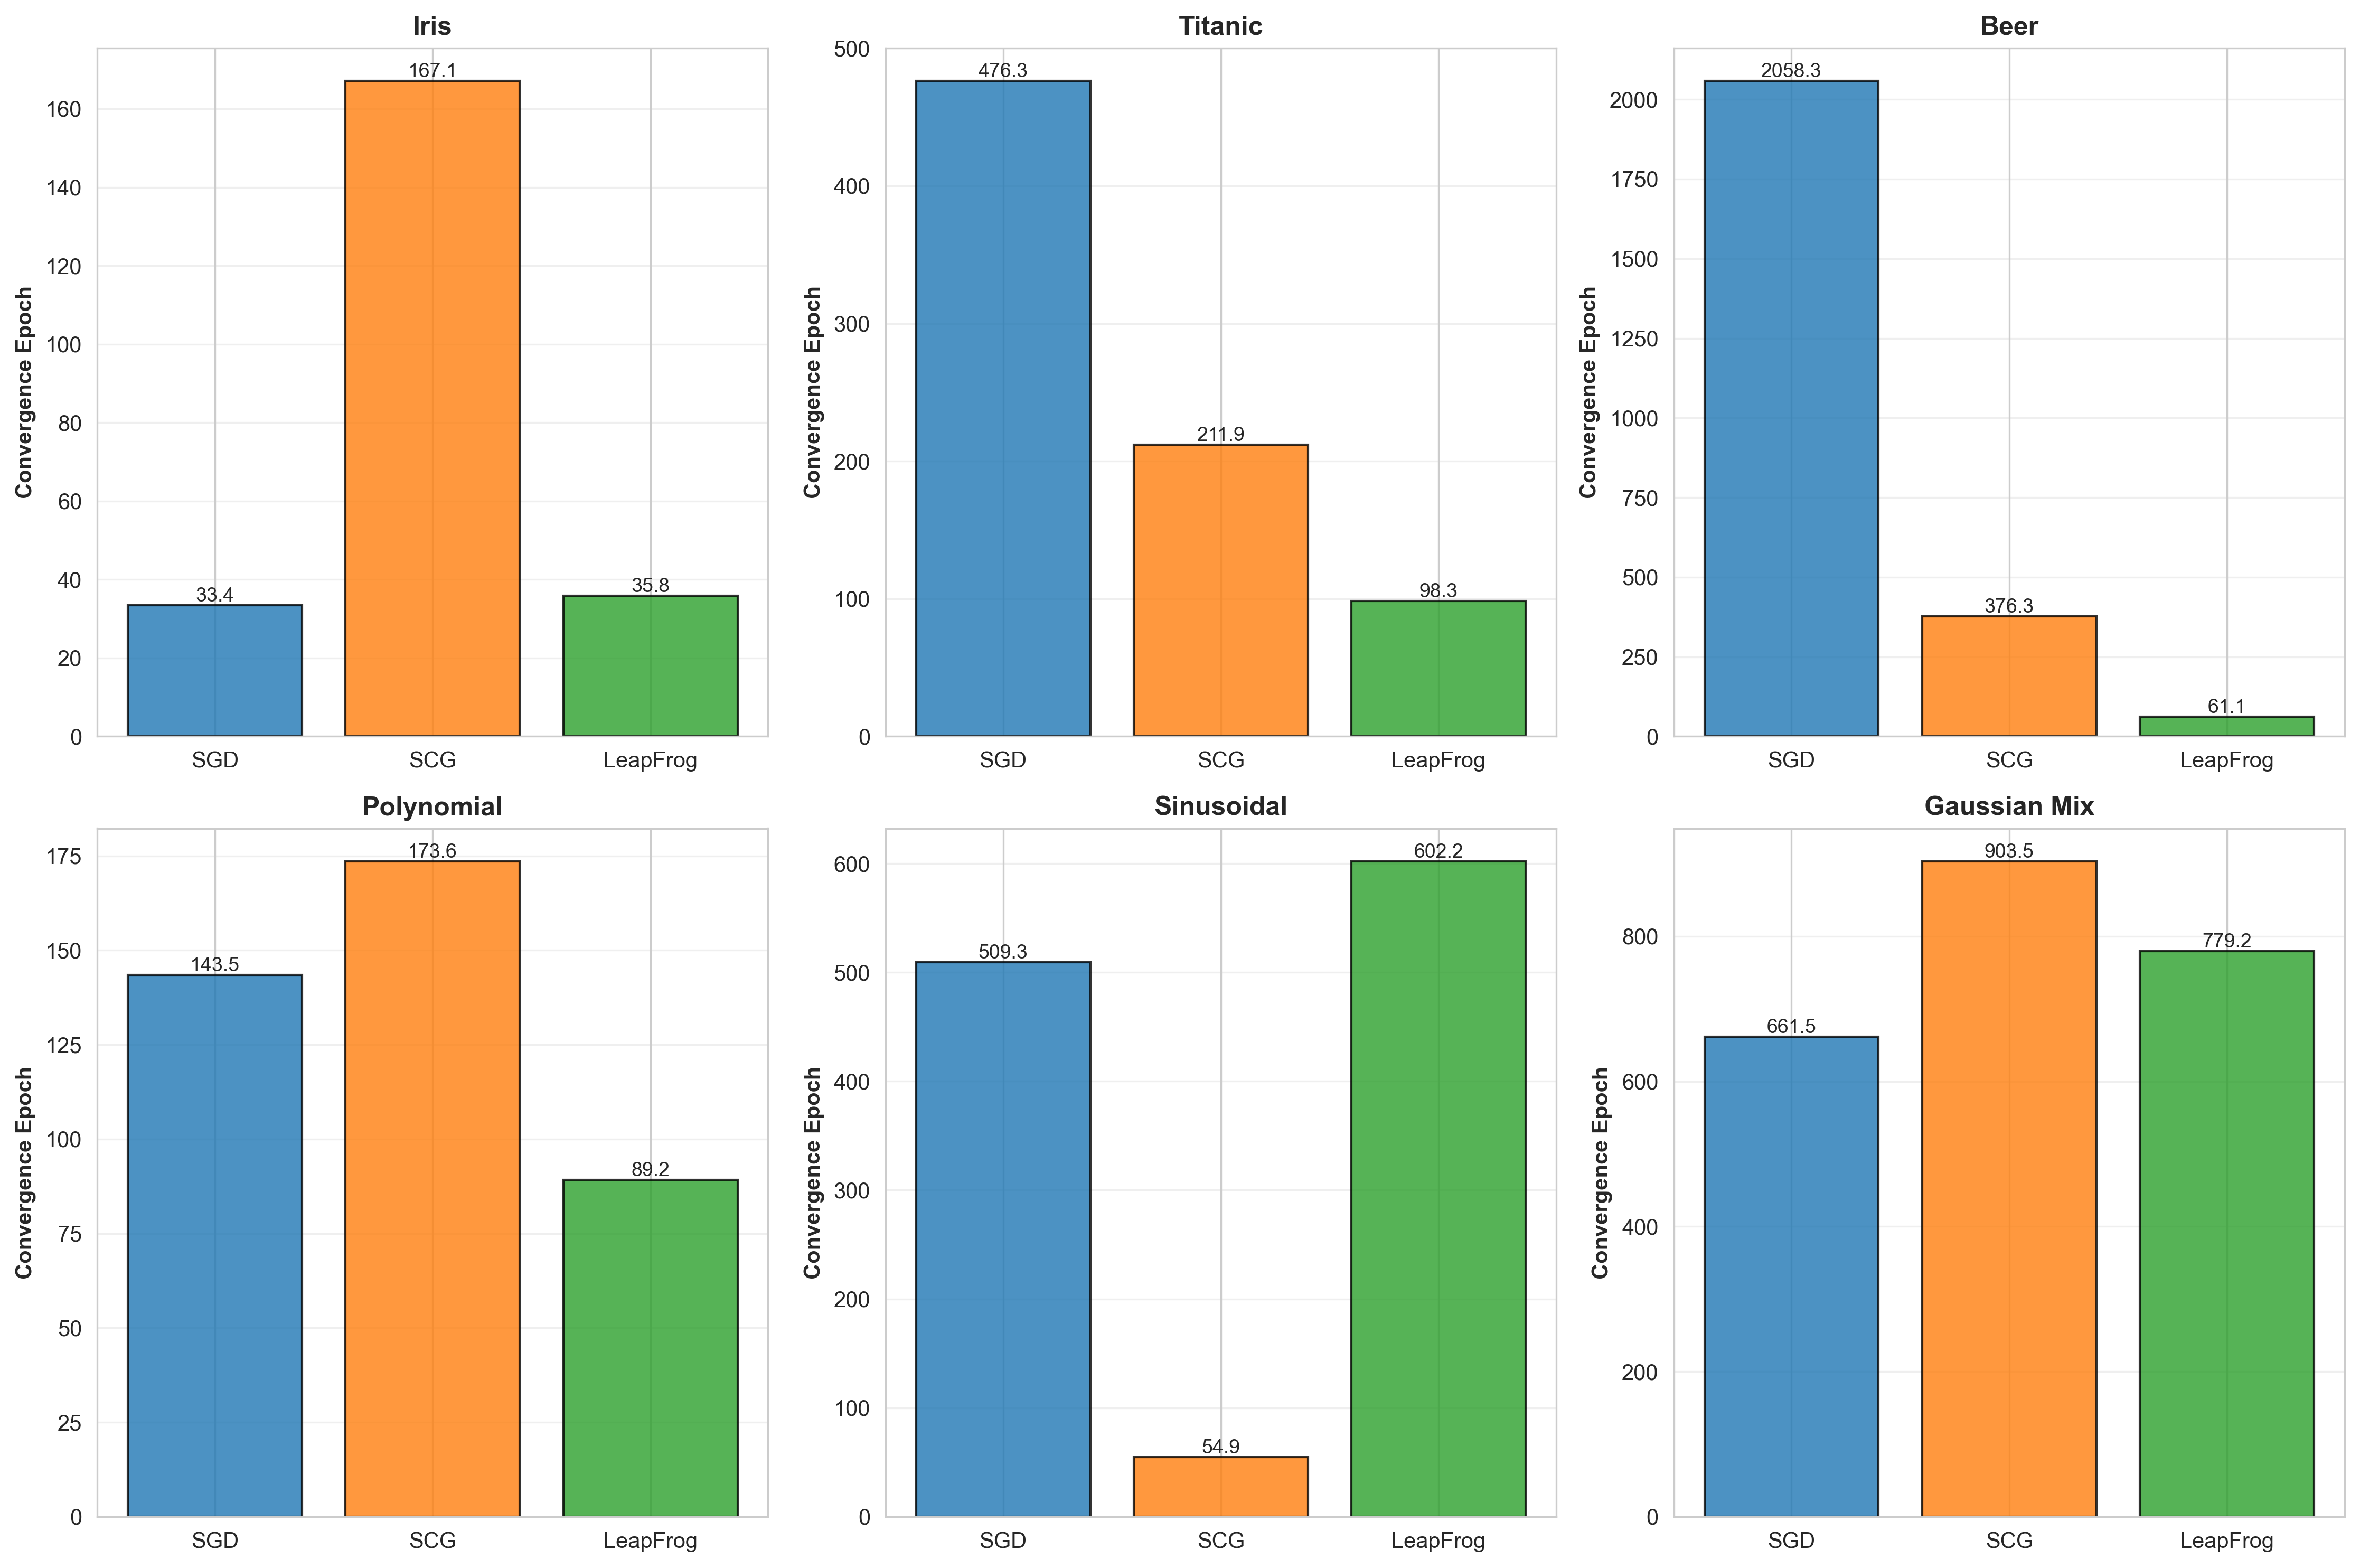 Iris
Convergence Epoch
160
140
120
100
80
60
40
20
0
33.4
167.1
35.8
SGD
SCG
LeapFrog
Titanic
Convergence Epoch
500
400
300
200
100
0
476.3
211.9
98.3
SGD
SCG
LeapFrog
Beer
Convergence Epoch
2000
1750
1500
1250
1000
750
500
250
0
2058.3
376.3
61.1
SGD
SCG
LeapFrog
Polynomial
Convergence Epoch
175
150
125
100
75
50
25
0
143.5
173.6
89.2
SGD
SCG
LeapFrog
Sinusoidal
Convergence Epoch
600
500
400
300
200
100
0
509.3
54.9
602.2
SGD
SCG
LeapFrog
Gaussian Mix
Convergence Epoch
800
600
400
200
0
661.5
903.5
779.2
SGD
SCG
LeapFrog